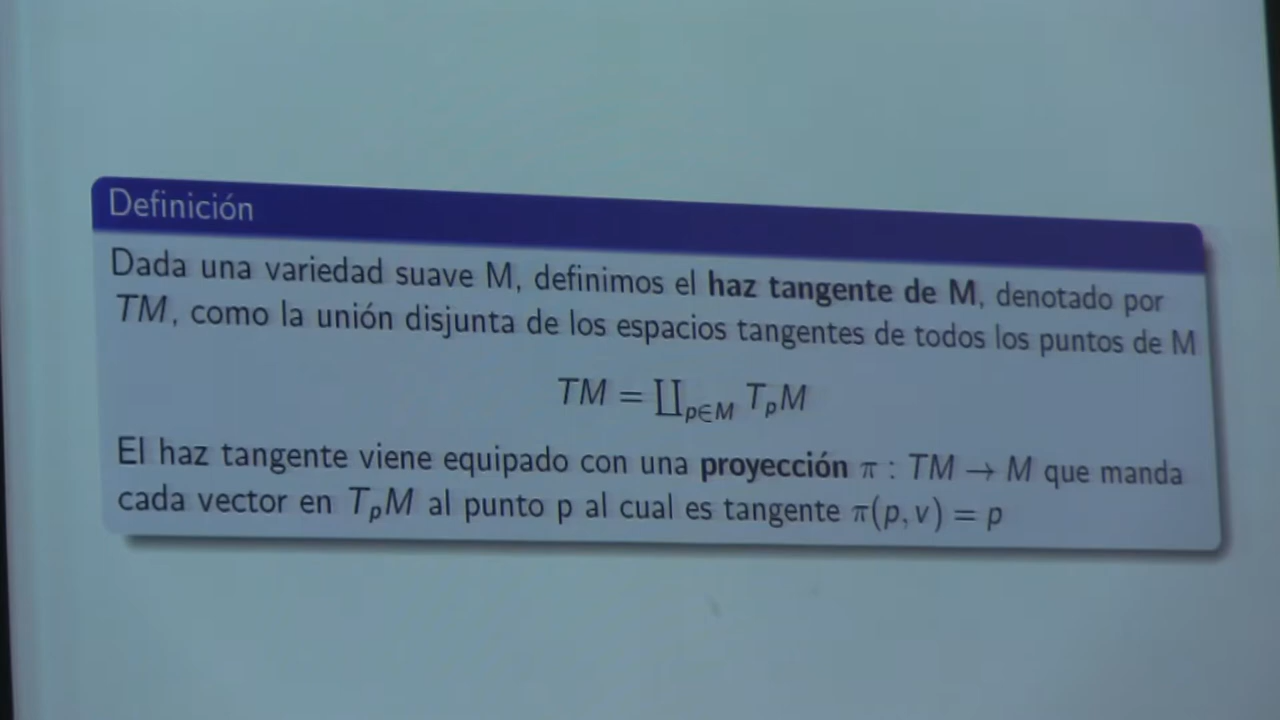 Definición
Dada una variedad suave M, definimos el haz tangente de M, denotado por
TM, como la unión disjunta de los espacios tangentes de todos los puntos de M
TM = ∐p∈M TpM
El haz tangente viene equipado con una proyección π : TM → M que manda
cada vector en TpM al punto p al cual es tangente π(p, v) = p